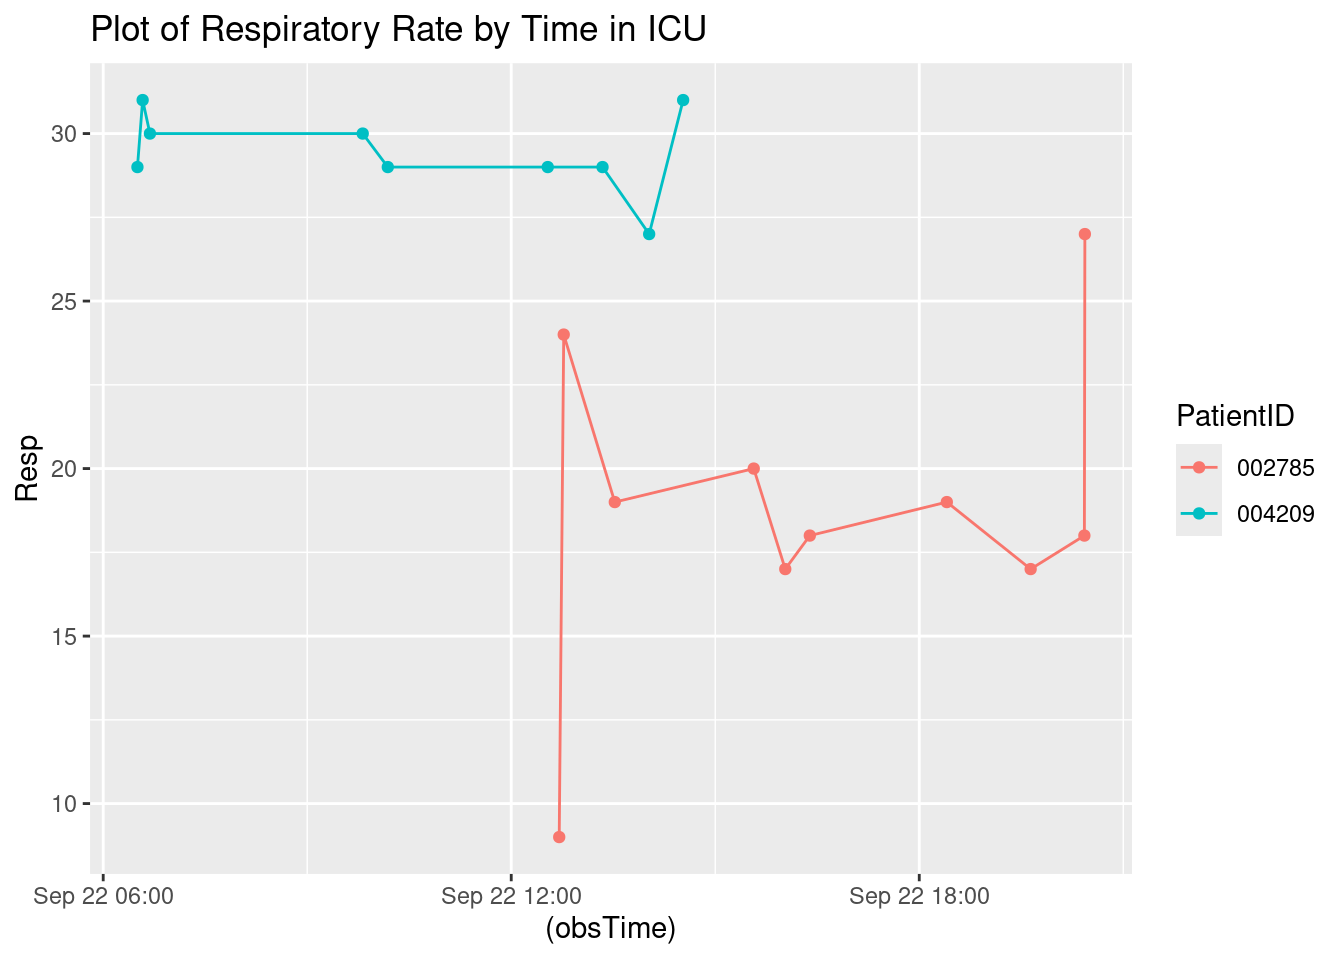 Plot of Respiratory Rate by Time in ICU
30
25
20
15
10
Resp
Sep 22 06:00
Sep 22 12:00
Sep 22 18:00
(obsTime)
PatientID
002785
004209